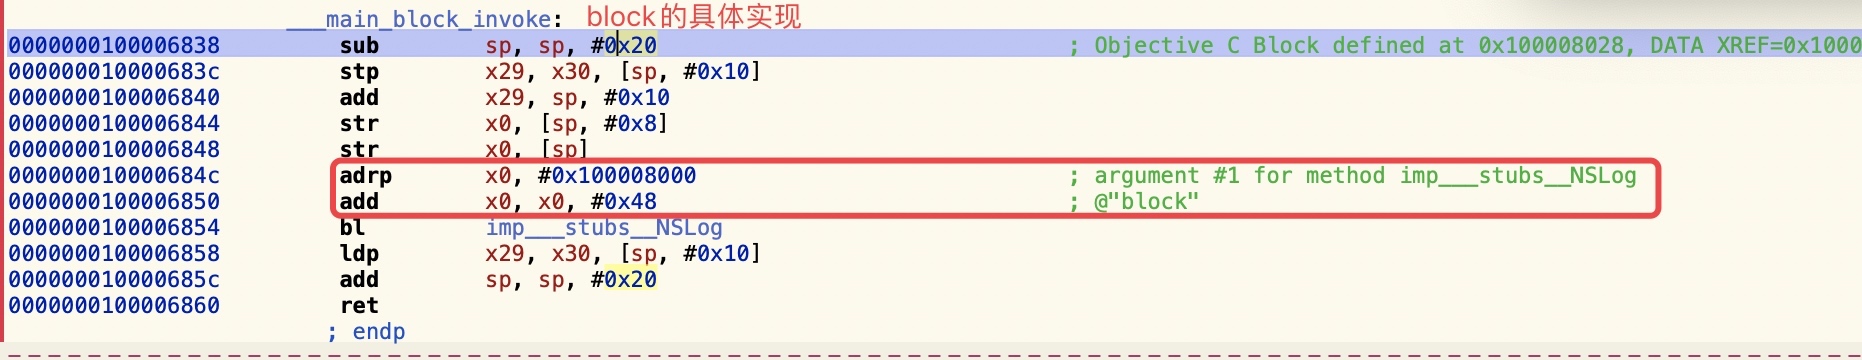 ___main_block_invoke: block的具体实现
0000000100006838 sub sp, sp, #0x20 ; Objective C Block defined at 0x100008028, DATA XREF=0x1000
000000010000683c stp x29, x30, [sp, #0x10]
0000000100006840 add x29, sp, #0x10
0000000100006844 str x0, [sp, #0x8]
0000000100006848 str x0, [sp]
000000010000684c adrp x0, #0x100008000 ; argument #1 for method imp___stubs__NSLog
0000000100006850 add x0, x0, #0x48 ; @"block"
0000000100006854 bl imp___stubs__NSLog
0000000100006858 ldp x29, x30, [sp, #0x10]
000000010000685c add sp, sp, #0x20
0000000100006860 ret
; endp